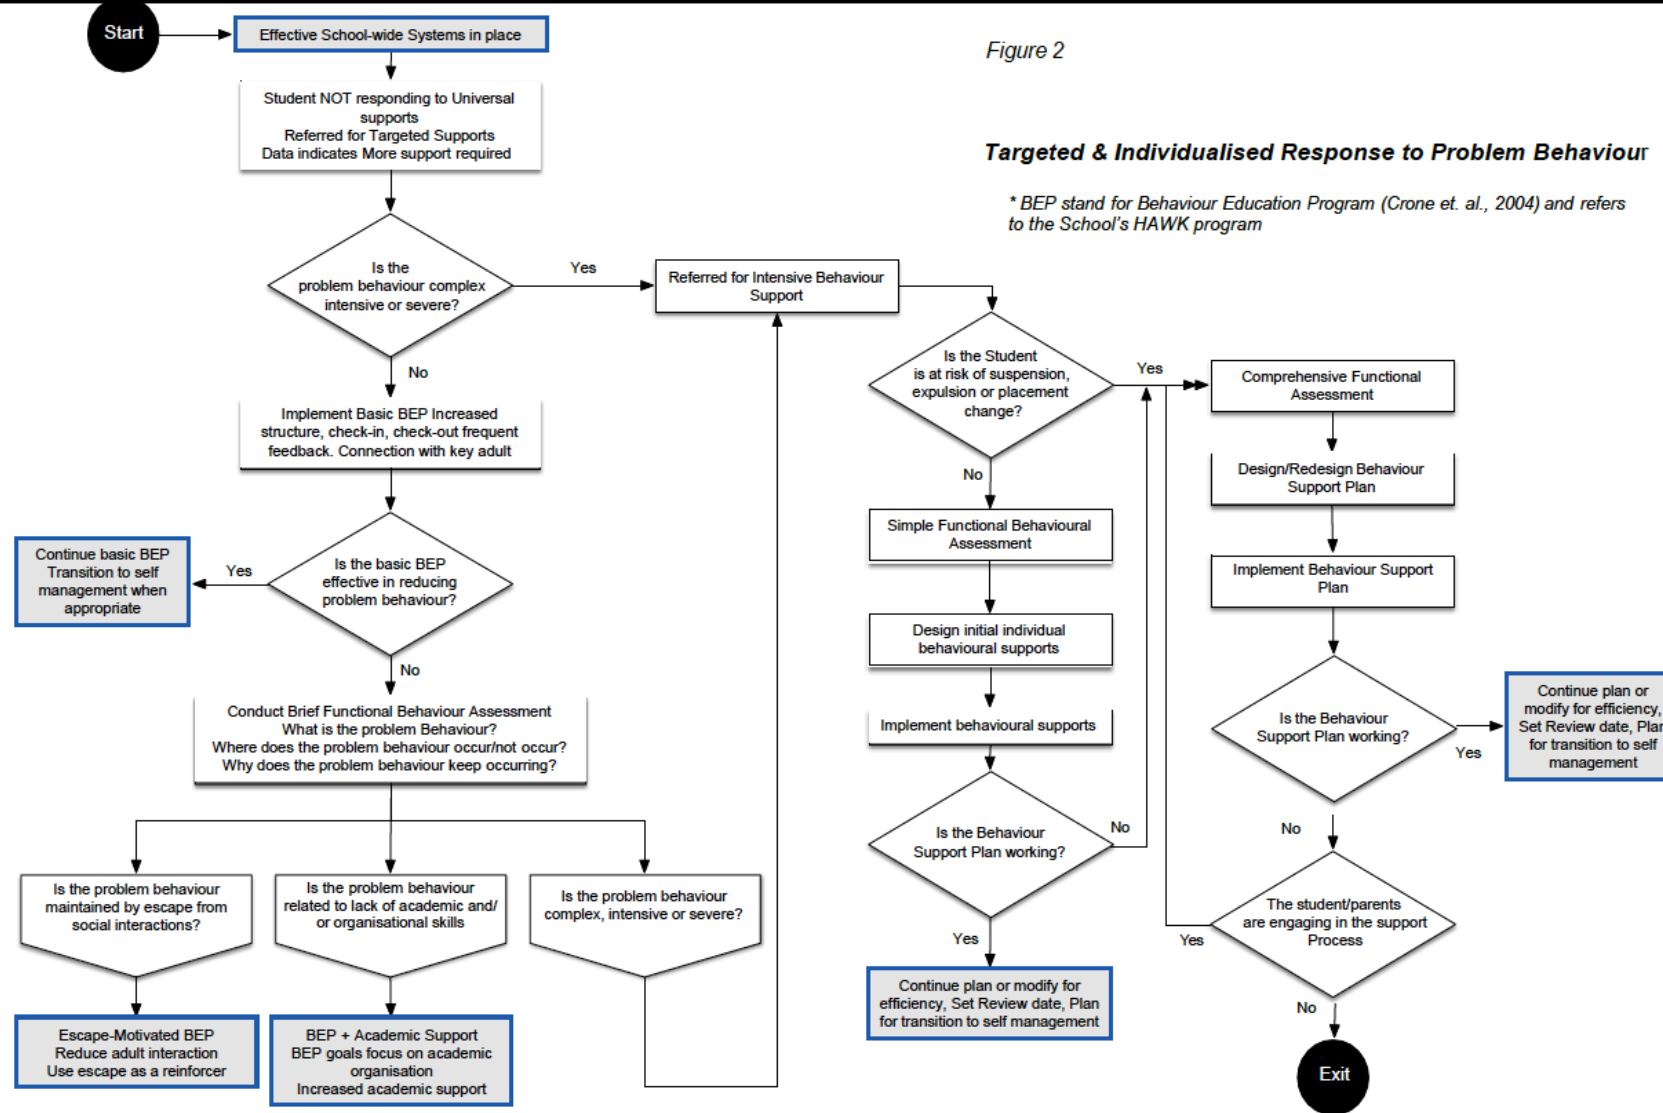 Start
Effective School-wide Systems in place
Figure 2
Student NOT responding to Universal
supports
Referred for Targeted Supports
Data indicates More support required
Targeted & Individualised Response to Problem Behaviour
* BEP stand for Behaviour Education Program (Crone et. al., 2004) and refers
to the School's HAWK program
Is the
problem behaviour complex
intensive or severe?
Yes
Referred for Intensive Behaviour
Support
No
Is the Student
is at risk of suspension,
expulsion or placement
change?
Yes
Comprehensive Functional
Assessment
Implement Basic BEP Increased
structure, check-in, check-out frequent
feedback. Connection with key adult
No
Design/Redesign Behaviour
Support Plan
Simple Functional Behavioural
Assessment
Continue basic BEP
Transition to self
management when
appropriate
Yes
Is the basic BEP
effective in reducing
problem behaviour?
Implement Behaviour Support
Plan
Design initial individual
behavioural supports
No
Conduct Brief Functional Behaviour Assessment
What is the problem Behaviour?
Where does the problem behaviour occur/not occur?
Why does the problem behaviour keep occurring?
Implement behavioural supports
Is the Behaviour
Support Plan working?
Yes
Continue plan or
modify for efficiency,
Set Review date, Plan
for transition to self
management
Is the Behaviour
Support Plan working?
No
No
Is the problem behaviour
maintained by escape from
social interactions?
Is the problem behaviour
related to lack of academic and/
or organisational skills
Is the problem behaviour
complex, intensive or severe?
The student/parents
are engaging in the support
Process
Yes
Yes
Continue plan or modify for
efficiency, Set Review date, Plan
for transition to self management
No
Escape-Motivated BEP
Reduce adult interaction
Use escape as a reinforcer
BEP + Academic Support
BEP goals focus on academic
organisation
Increased academic support
Exit